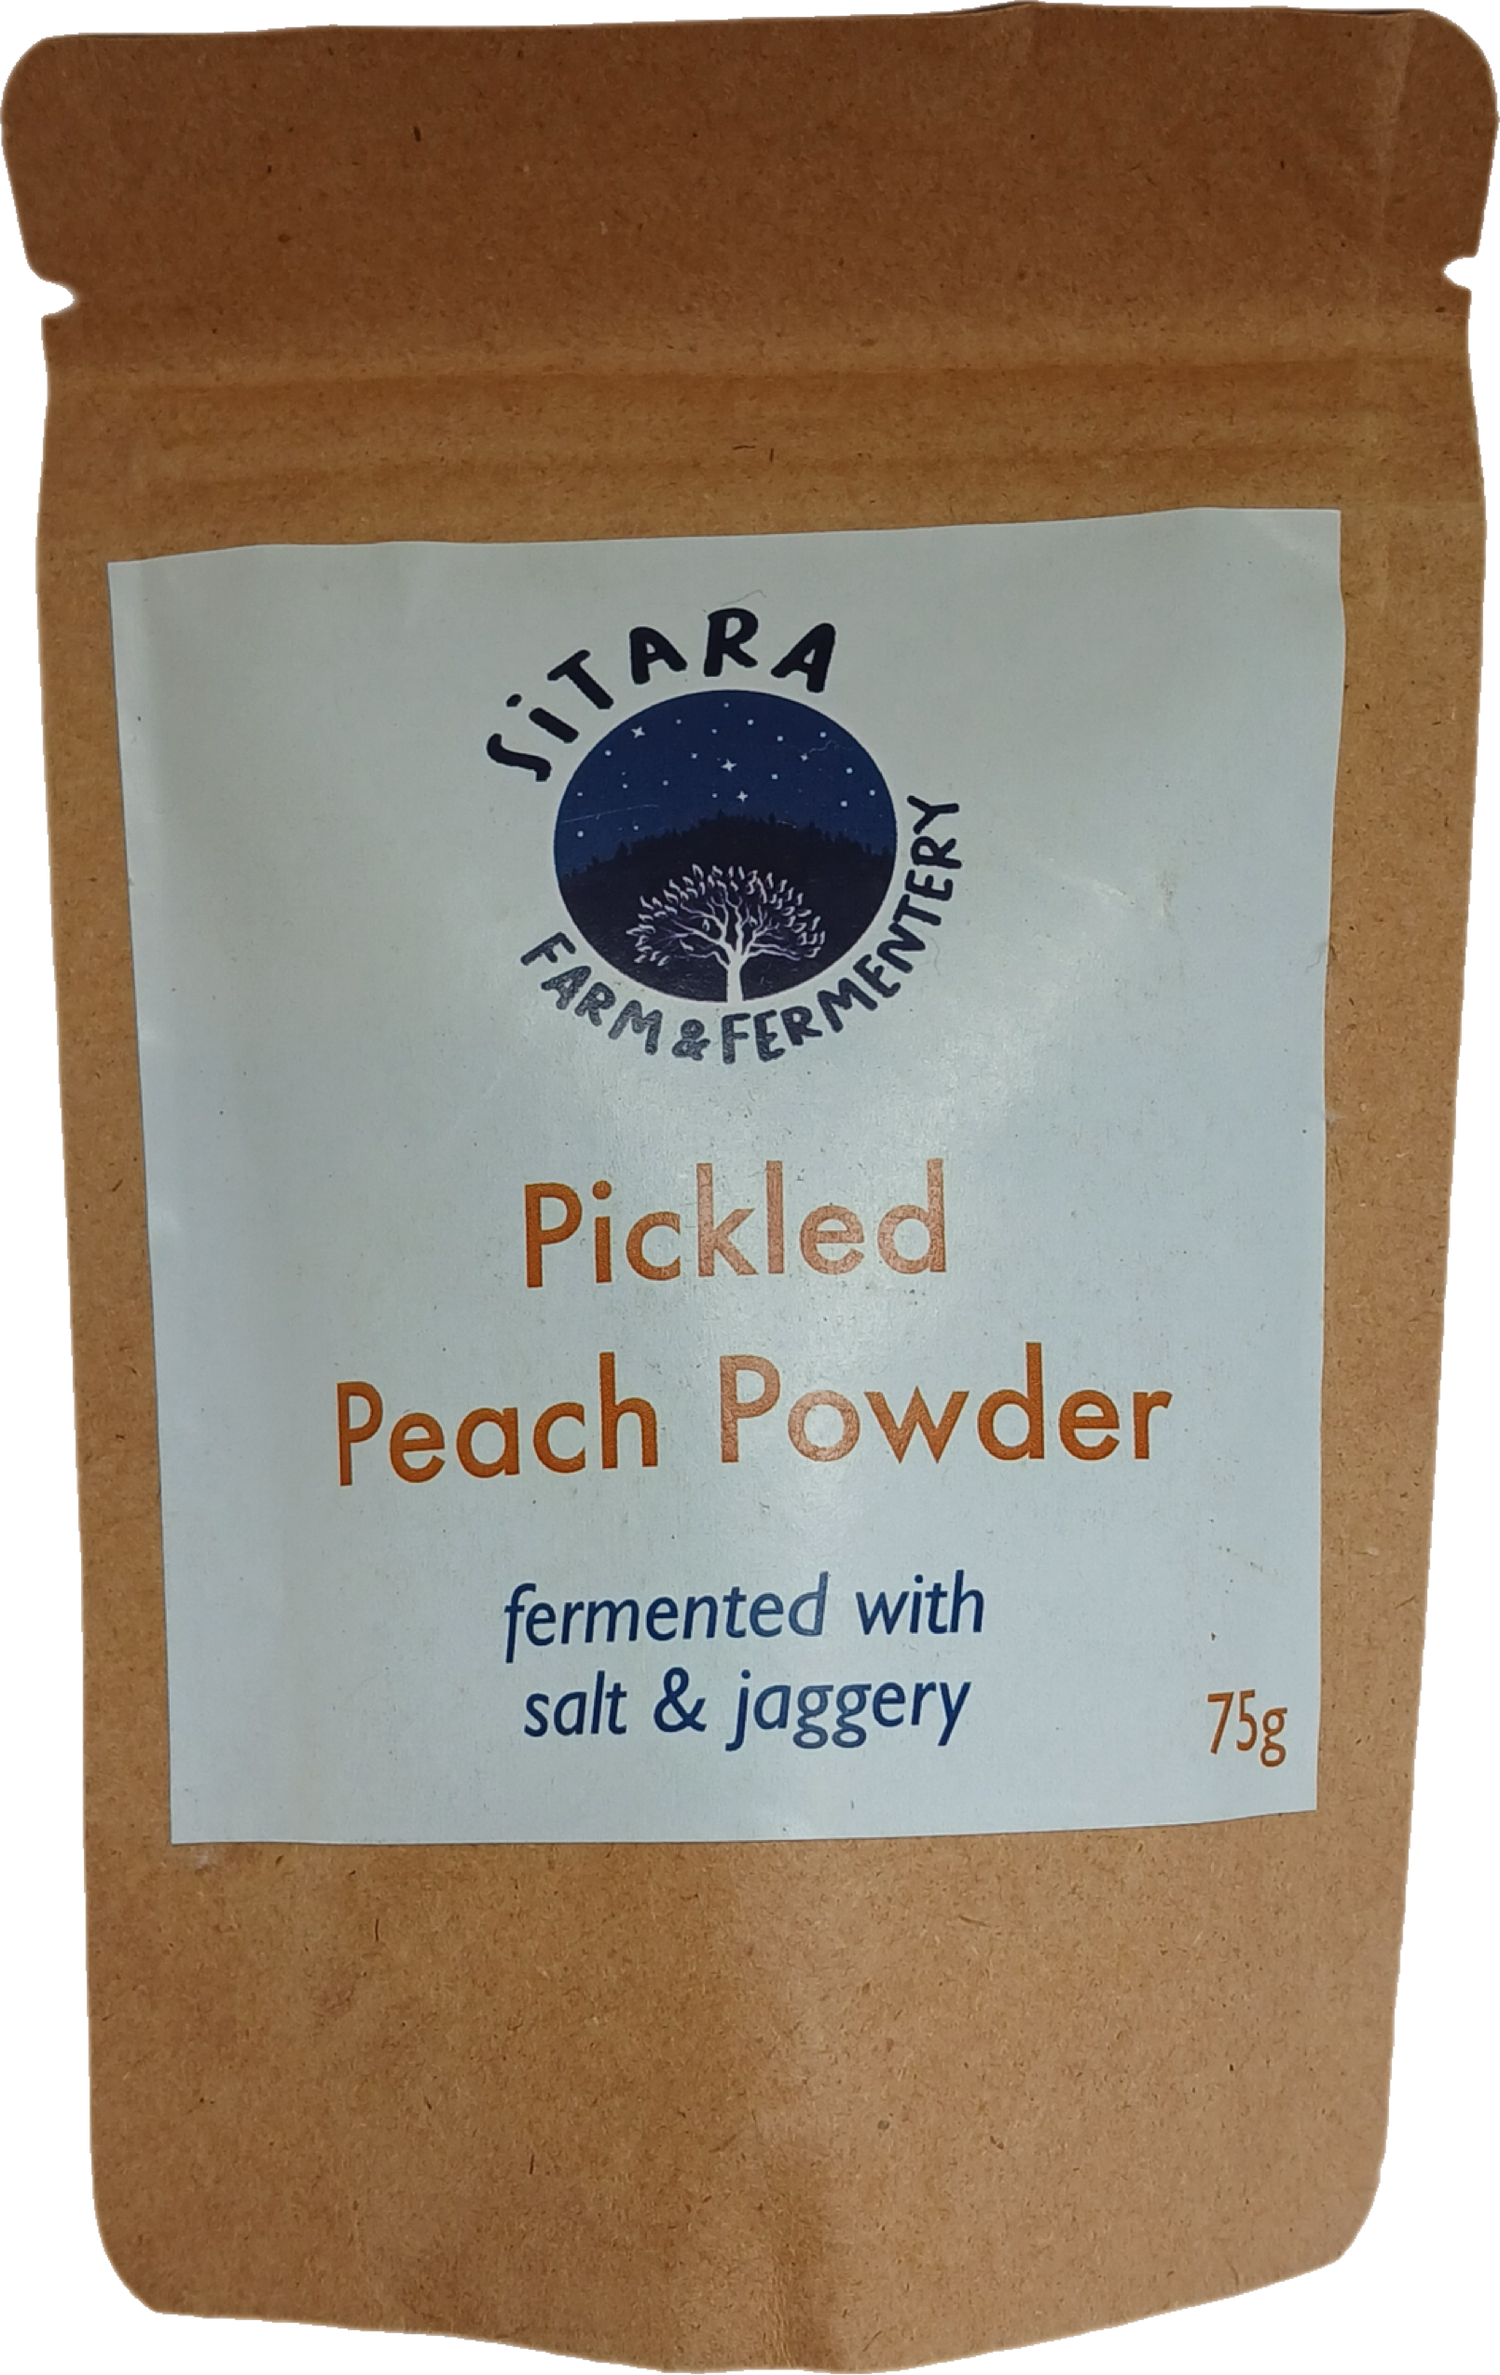 SiTARA
FARM & FERMENTERY
Pickled
Peach Powder
fermented with
salt & jaggery
75g